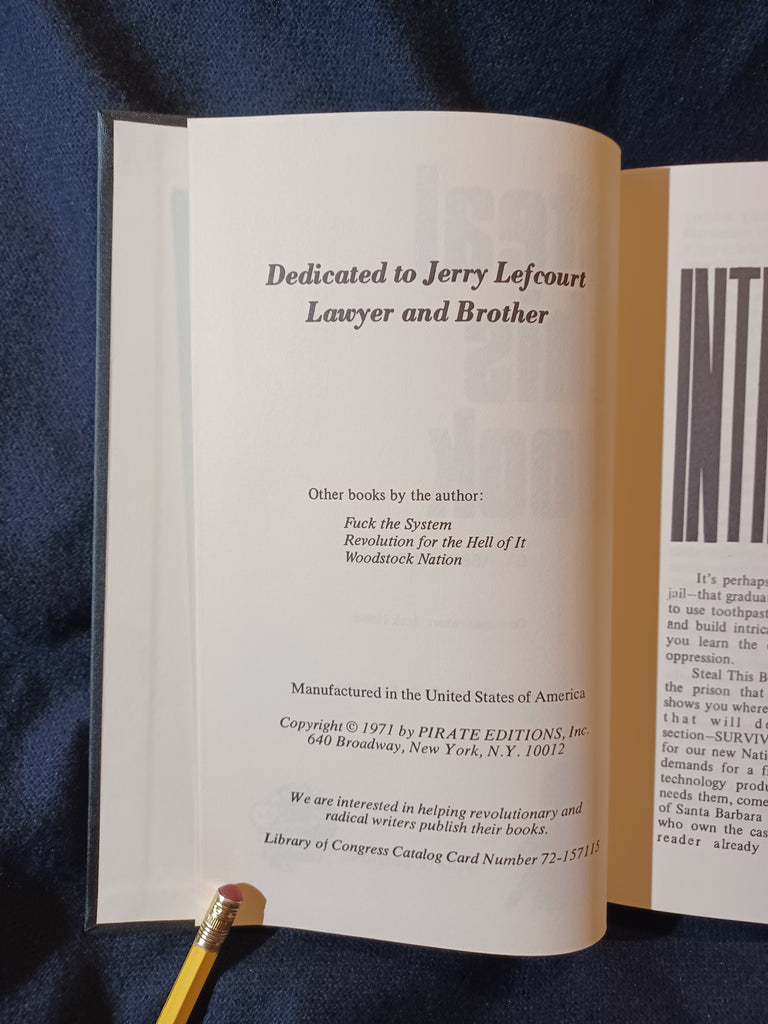 Dedicated to Jerry Lefcourt
Lawyer and Brother
Other books by the author:
Fuck the System
Revolution for the Hell of It
Woodstock Nation
Manufactured in the United States of America
Copyright © 1971 by PIRATE EDITIONS, Inc.
640 Broadway, New York, N.Y. 10012
We are interested in helping revolutionary and
radical writers publish their books.
Library of Congress Catalog Card Number 72-157115
It's perhaps
jail—that
to use toothpast
and build
you learn the
oppression.
Steal This B
the prison that
shows you where
that will
section—SURVIV
for our new Nati
demands for a
technology
needs them, come
of Santa Barbara
who own the
reader already